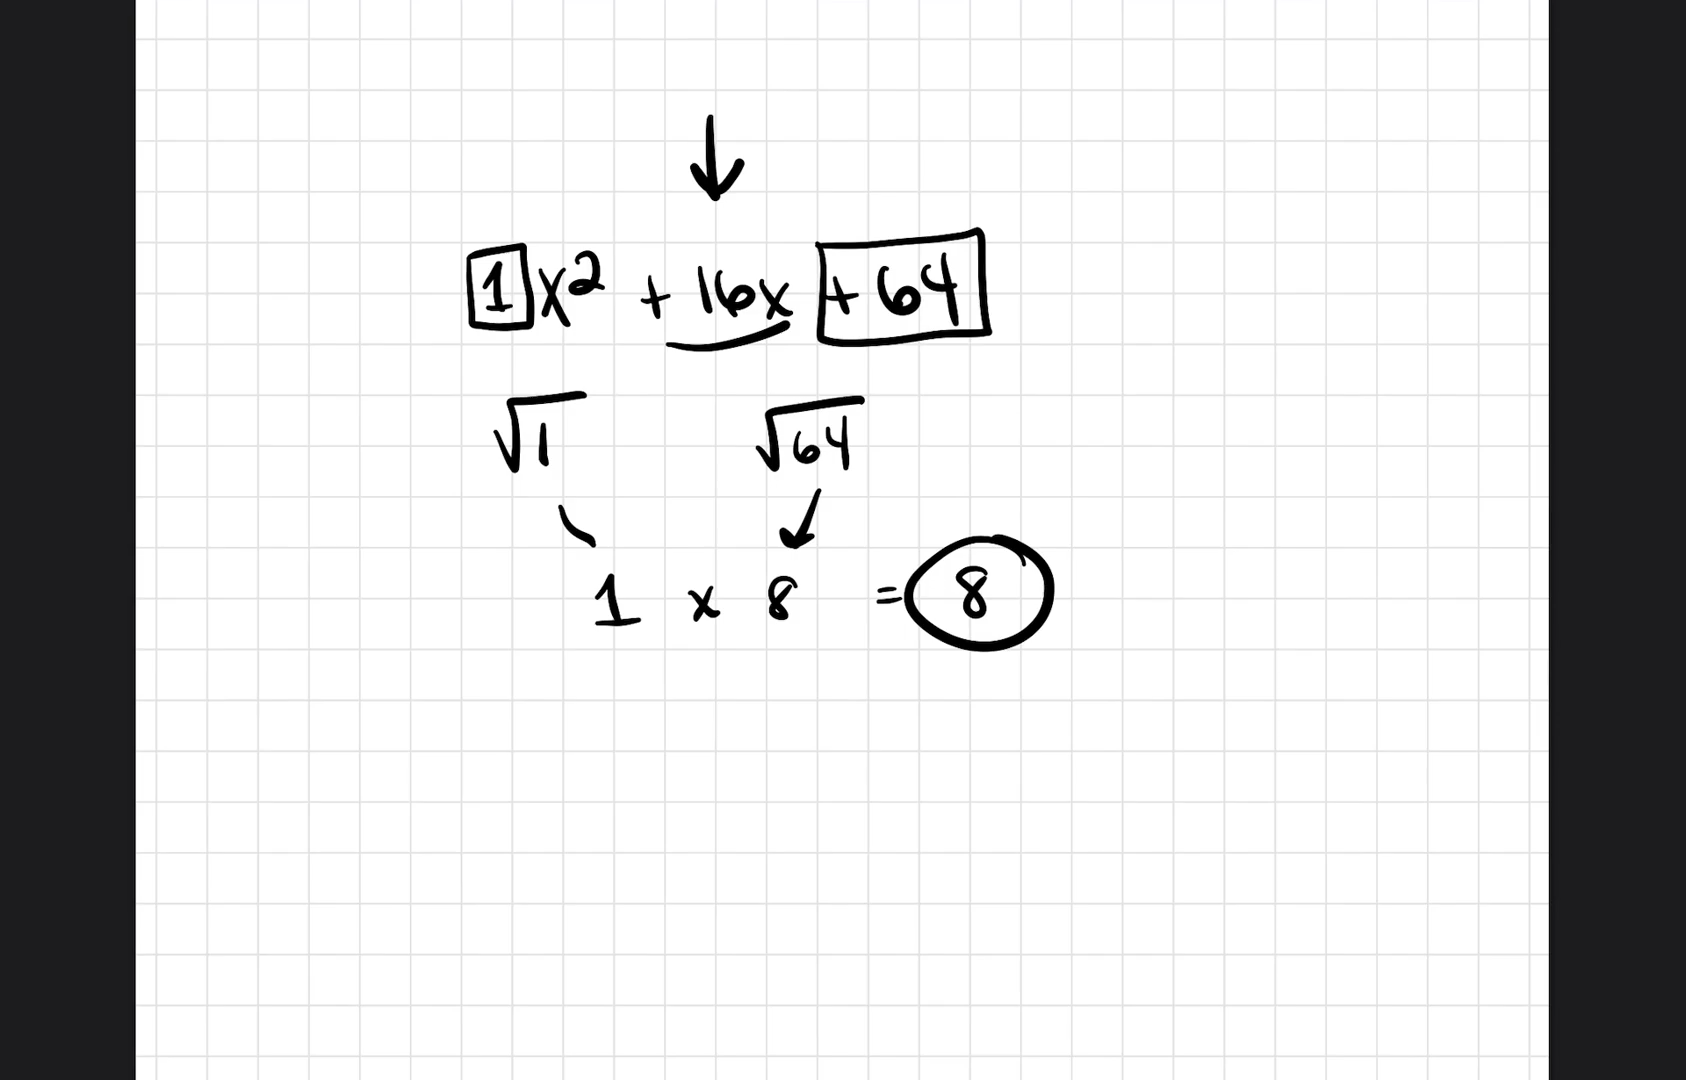 1x² + 16x + 64
√1 √64
1 x 8 = 8